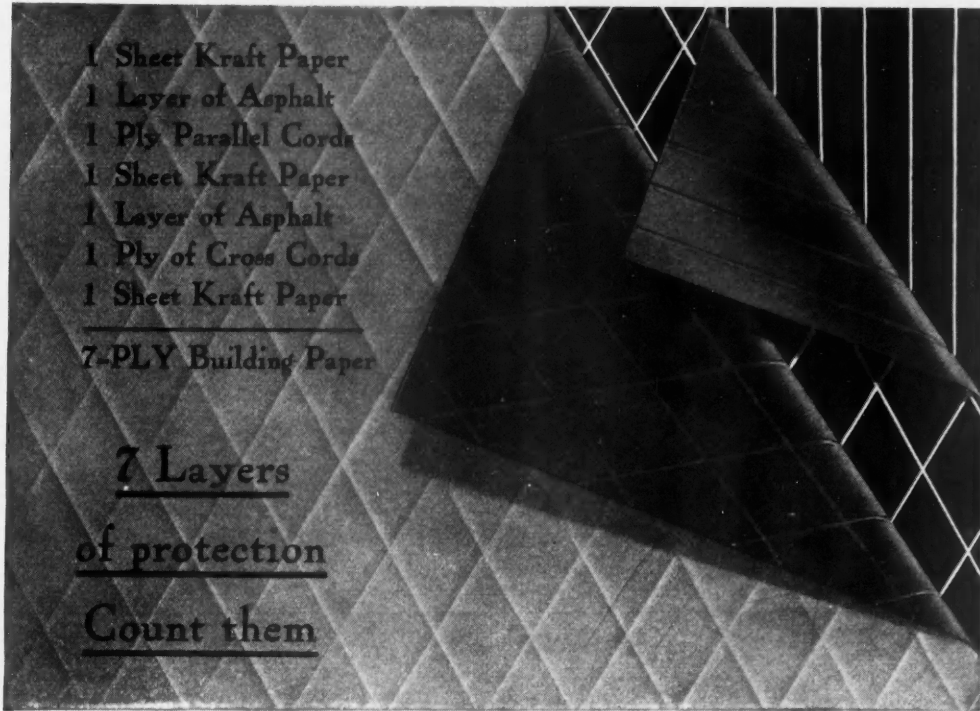 1 Sheet Kraft Paper
1 Layer of Asphalt
1 Ply Parallel Cords
1 Sheet Kraft Paper
1 Layer of Asphalt
1 Ply of Cross Cords
1 Sheet Kraft Paper
7-PLY Building Paper
7 Layers
of protection
Count them